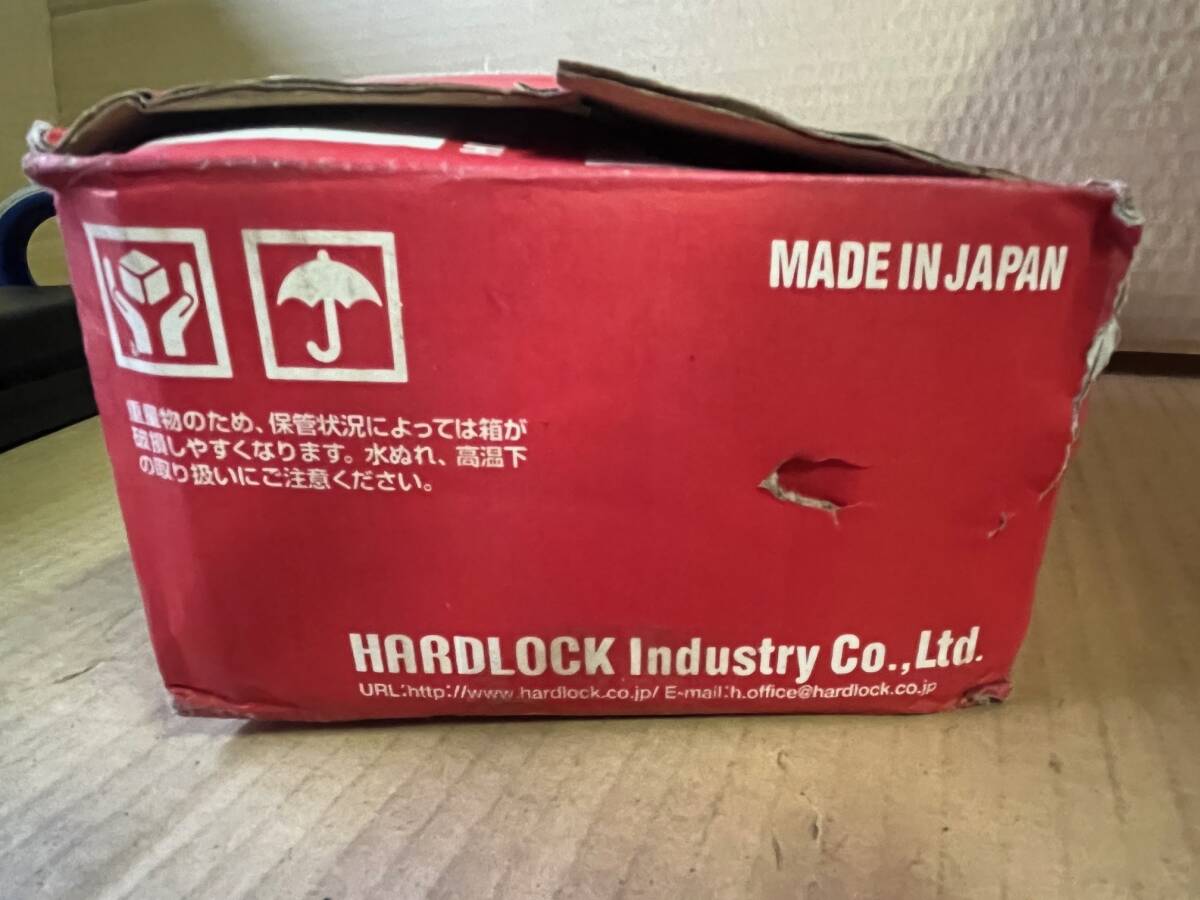 MADE IN JAPAN
重量物のため、保管状況によっては箱が
破損しやすくなります。水ぬれ、高温下
の取り扱いにご注意ください。
HARDLOCK Industry Co.,Ltd.
URL:http://www.hardlock.co.jp/ E-mail:h.office@hardlock.co.jp